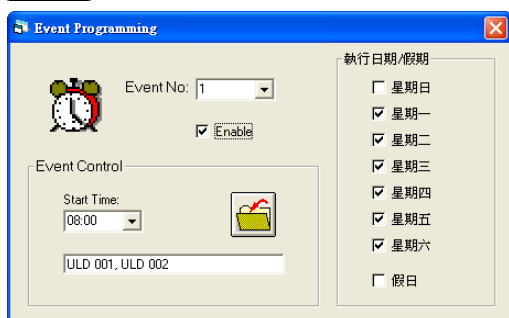 Event Programming
Event No: 1
Enable
Event Control
Start Time:
08:00
ULD 001, ULD 002
執行日期/假期
星期日
星期一
星期二
星期三
星期四
星期五
星期六
假日